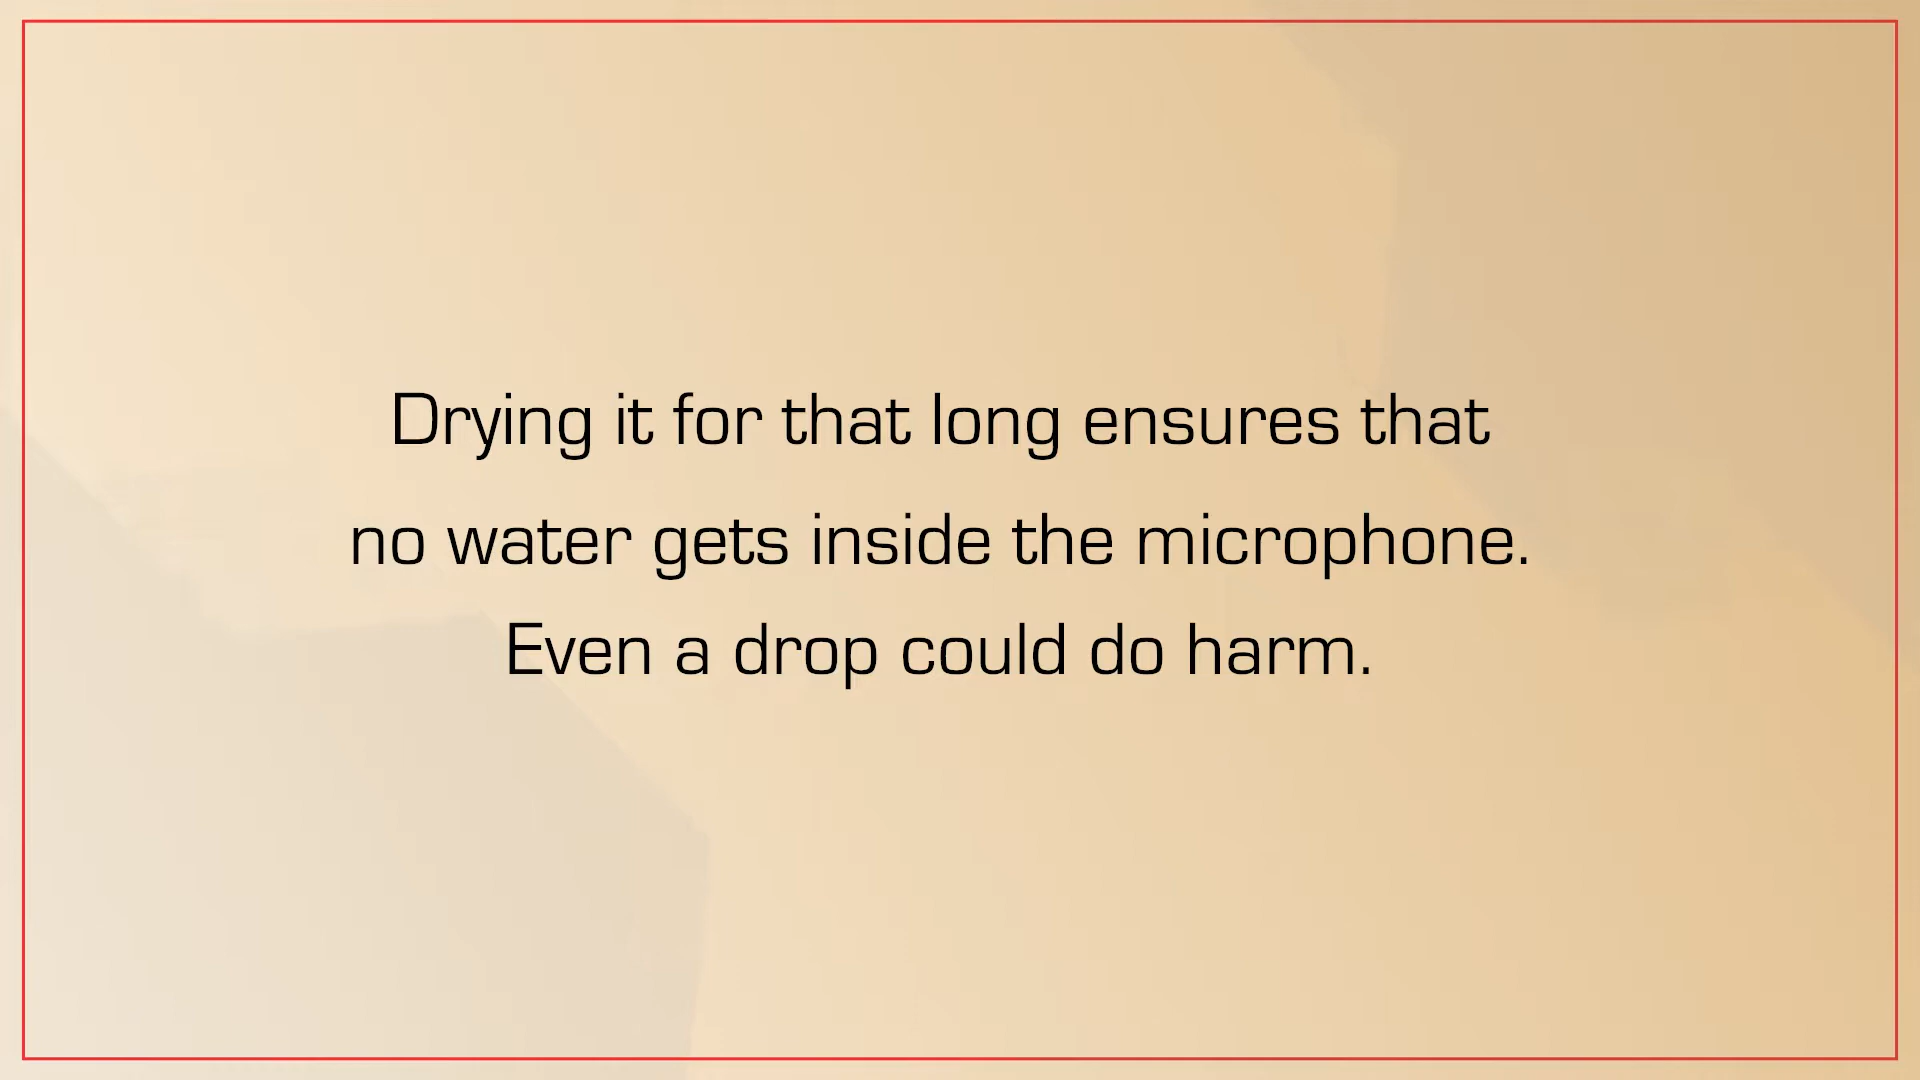 Drying it for that long ensures that
no water gets inside the microphone.
Even a drop could do harm.